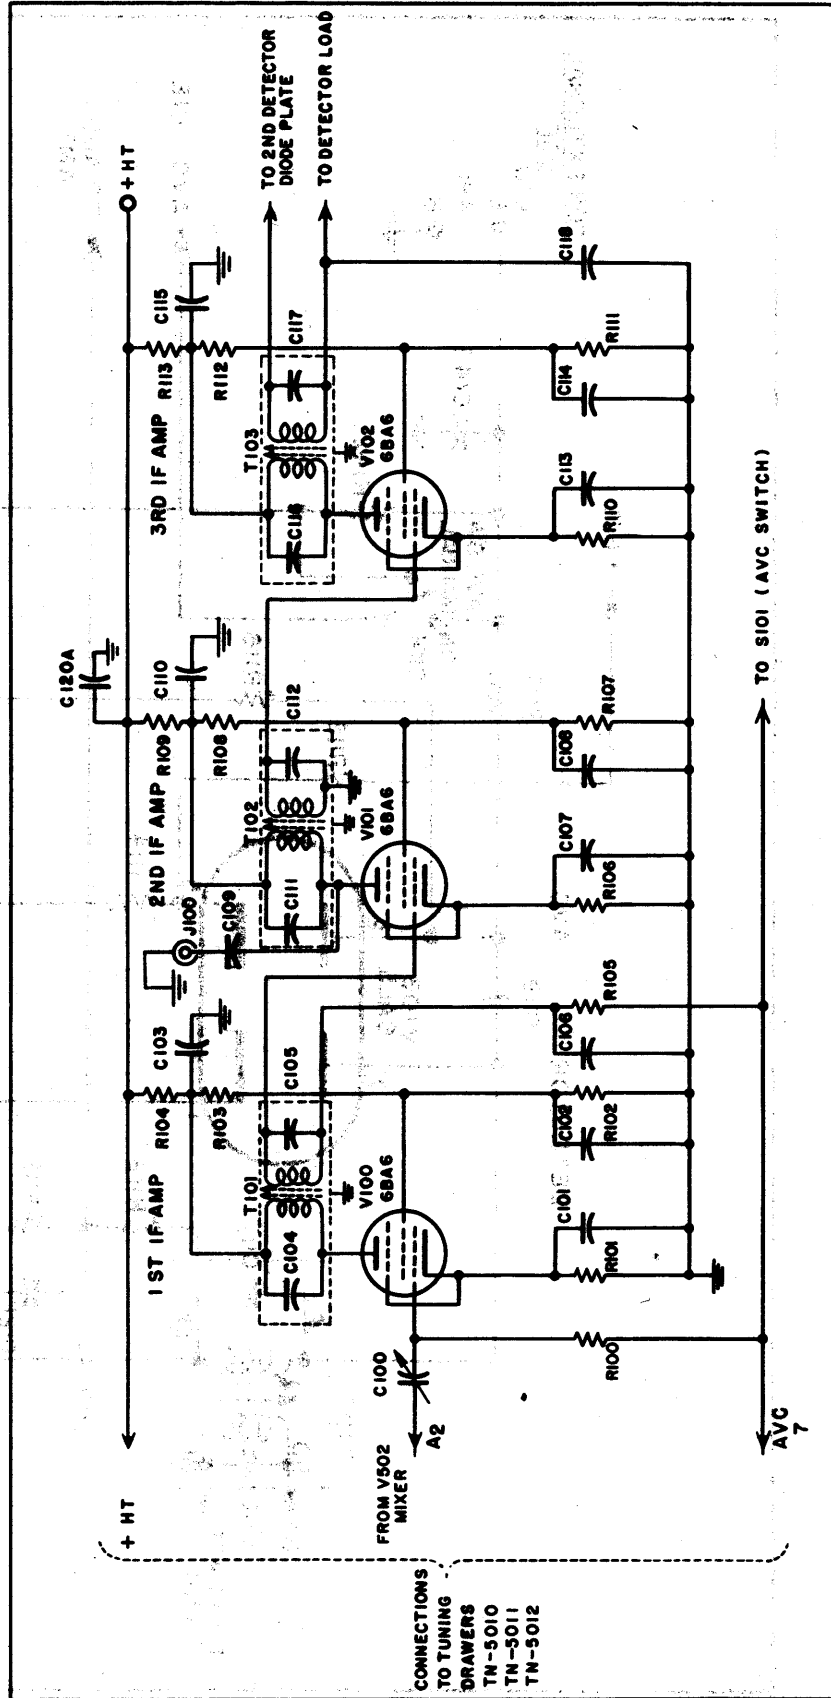 + HT
+ HT
C120A
1ST IF AMP
2ND IF AMP
3RD IF AMP
R104
C103
R103
J100
R109
C110
R108
R113
C115
R112
TO 2ND DETECTOR
DIODE PLATE
TO DETECTOR LOAD
T101
C104
C105
C109
T102
C111
C112
T103
C116
C117
V100
6BA6
V101
6BA6
V102
6BA6
FROM V502
MIXER
C100
A2
C101
R101
C102
R102
C106
R105
C107
R106
C108
R107
C113
R110
C114
R111
C118
R100
AVC
7
TO S101 (AVC SWITCH)
CONNECTIONS
TO TUNING
DRAWERS
TN-5010
TN-5011
TN-5012